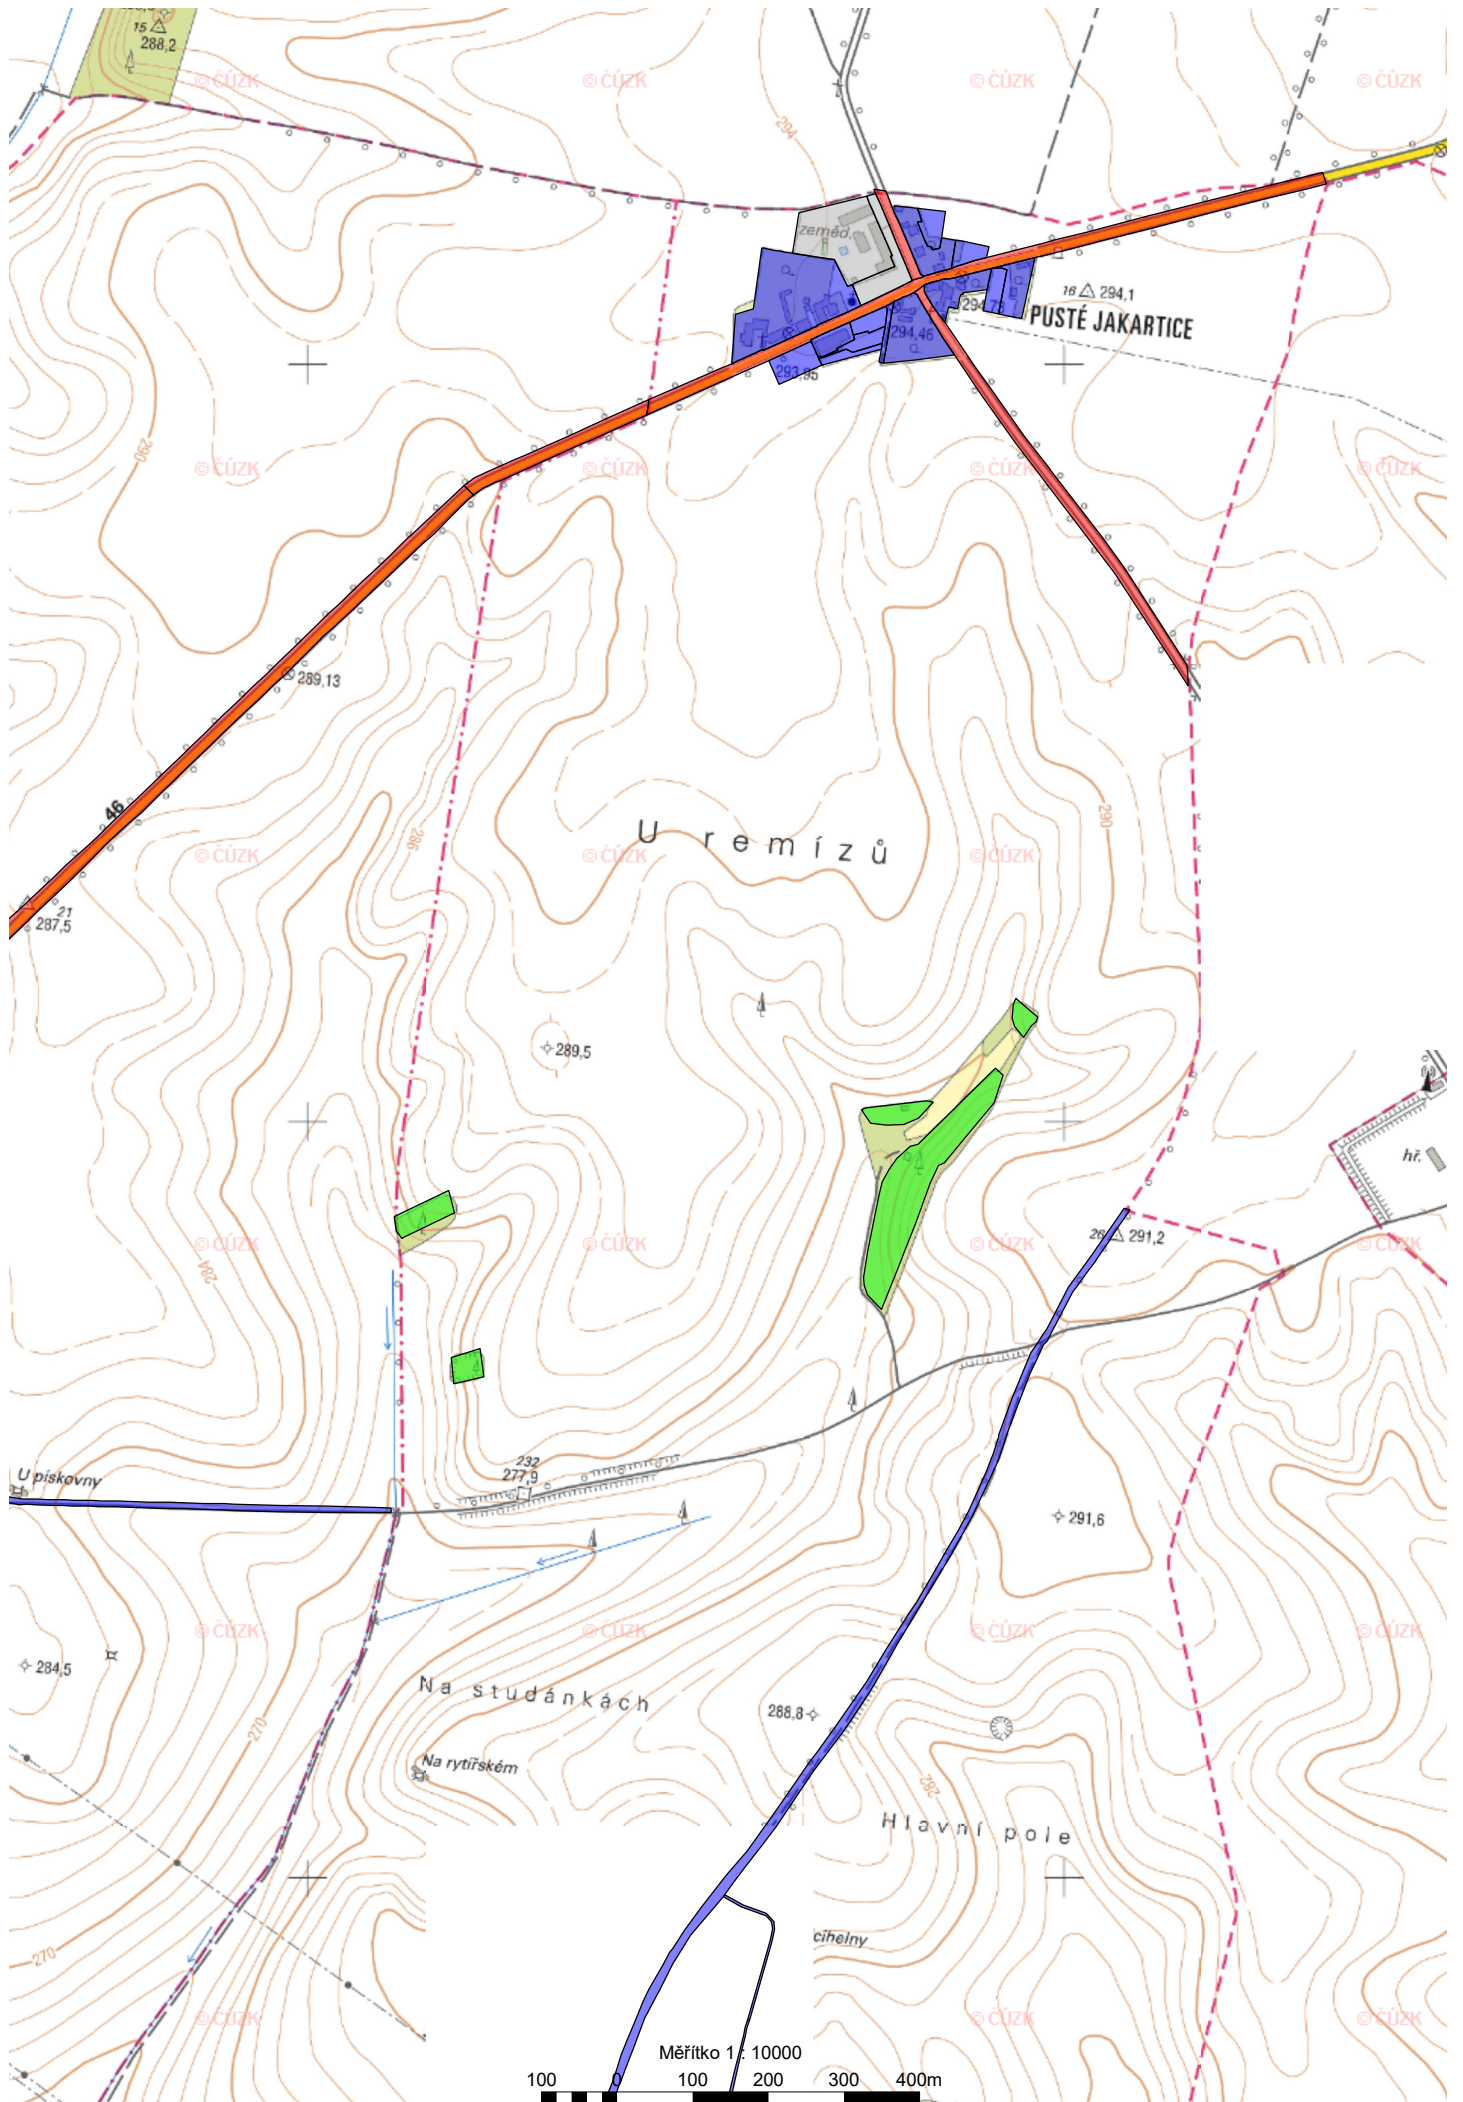 15
288,2
© ČÚZK © ČÚZK © ČÚZK © ČÚZK
294
zeměd.
16 294,1
294,72
PUSTÉ JAKARTICE
294,46
293,95
290
© ČÚZK © ČÚZK © ČÚZK © ČÚZK
289,13
46
286
290
U remízů
© ČÚZK © ČÚZK © ČÚZK
21
287,5
289,5
hř.
26 291,2
© ČÚZK © ČÚZK © ČÚZK © ČÚZK
284
232
277,9
U pískovny
291,6
© ČÚZK © ČÚZK © ČÚZK © ČÚZK
284,5
Na studánkách
288,8
270
Na rytířském
282
Hlavní pole
cihelny
270
© ČÚZK © ČÚZK © ČÚZK
Měřítko 1 : 10000
100 0 100 200 300 400m